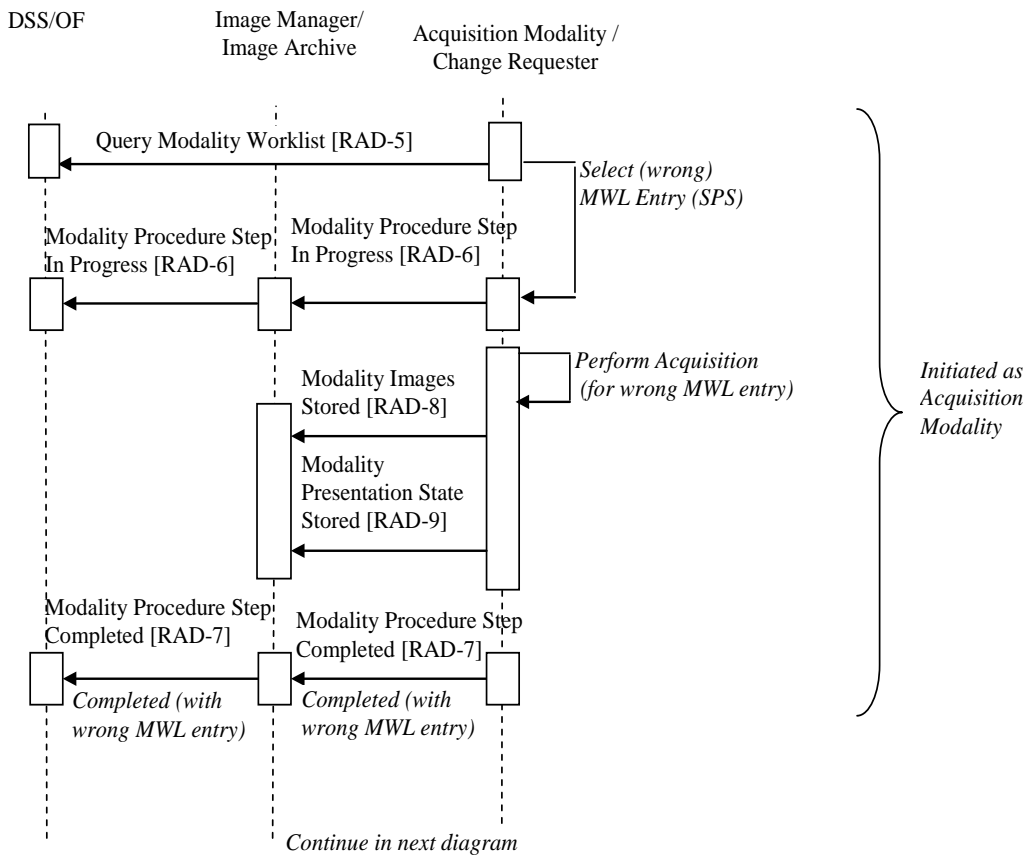 DSS/OF
Image Manager/
Image Archive
Acquisition Modality /
Change Requester
Query Modality Worklist [RAD-5]
Select (wrong)
MWL Entry (SPS)
Modality Procedure Step
In Progress [RAD-6]
Modality Procedure Step
In Progress [RAD-6]
Perform Acquisition
(for wrong MWL entry)
Initiated as
Acquisition
Modality
Modality Images
Stored [RAD-8]
Modality
Presentation State
Stored [RAD-9]
Modality Procedure Step
Completed [RAD-7]
Modality Procedure Step
Completed [RAD-7]
Completed (with
wrong MWL entry)
Completed (with
wrong MWL entry)
Continue in next diagram